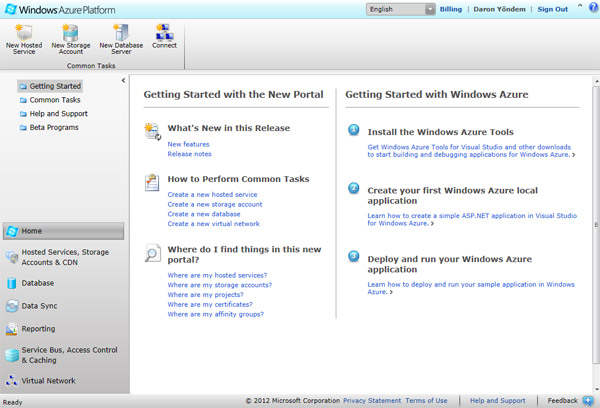 Windows Azure Platform
English
Billing | Daron Yöndem | Sign Out
New Hosted Service
New Storage Account
New Database Server
Connect
Common Tasks
Getting Started
Common Tasks
Help and Support
Beta Programs
Home
Hosted Services, Storage
Accounts & CDN
Database
Data Sync
Reporting
Service Bus, Access Control
& Caching
Virtual Network
Getting Started with the New Portal
What's New in this Release
New features
Release notes
How to Perform Common Tasks
Create a new hosted service
Create a new storage account
Create a new database
Create a new virtual network
Where do I find things in this new
portal?
Where are my hosted services?
Where are my storage accounts?
Where are my projects?
Where are my certificates?
Where are my affinity groups?
Getting Started with Windows Azure
1
Install the Windows Azure Tools
Get Windows Azure Tools for Visual Studio and other downloads
to start building and debugging applications for Windows Azure.
2
Create your first Windows Azure local
application
Learn how to create a simple ASP.NET application in Visual Studio
for Windows Azure.
3
Deploy and run your Windows Azure
application
Learn how to deploy and run your sample application in Windows
Azure.
Ready
© 2012 Microsoft Corporation Privacy Statement Terms of Use | Help and Support | Feedback